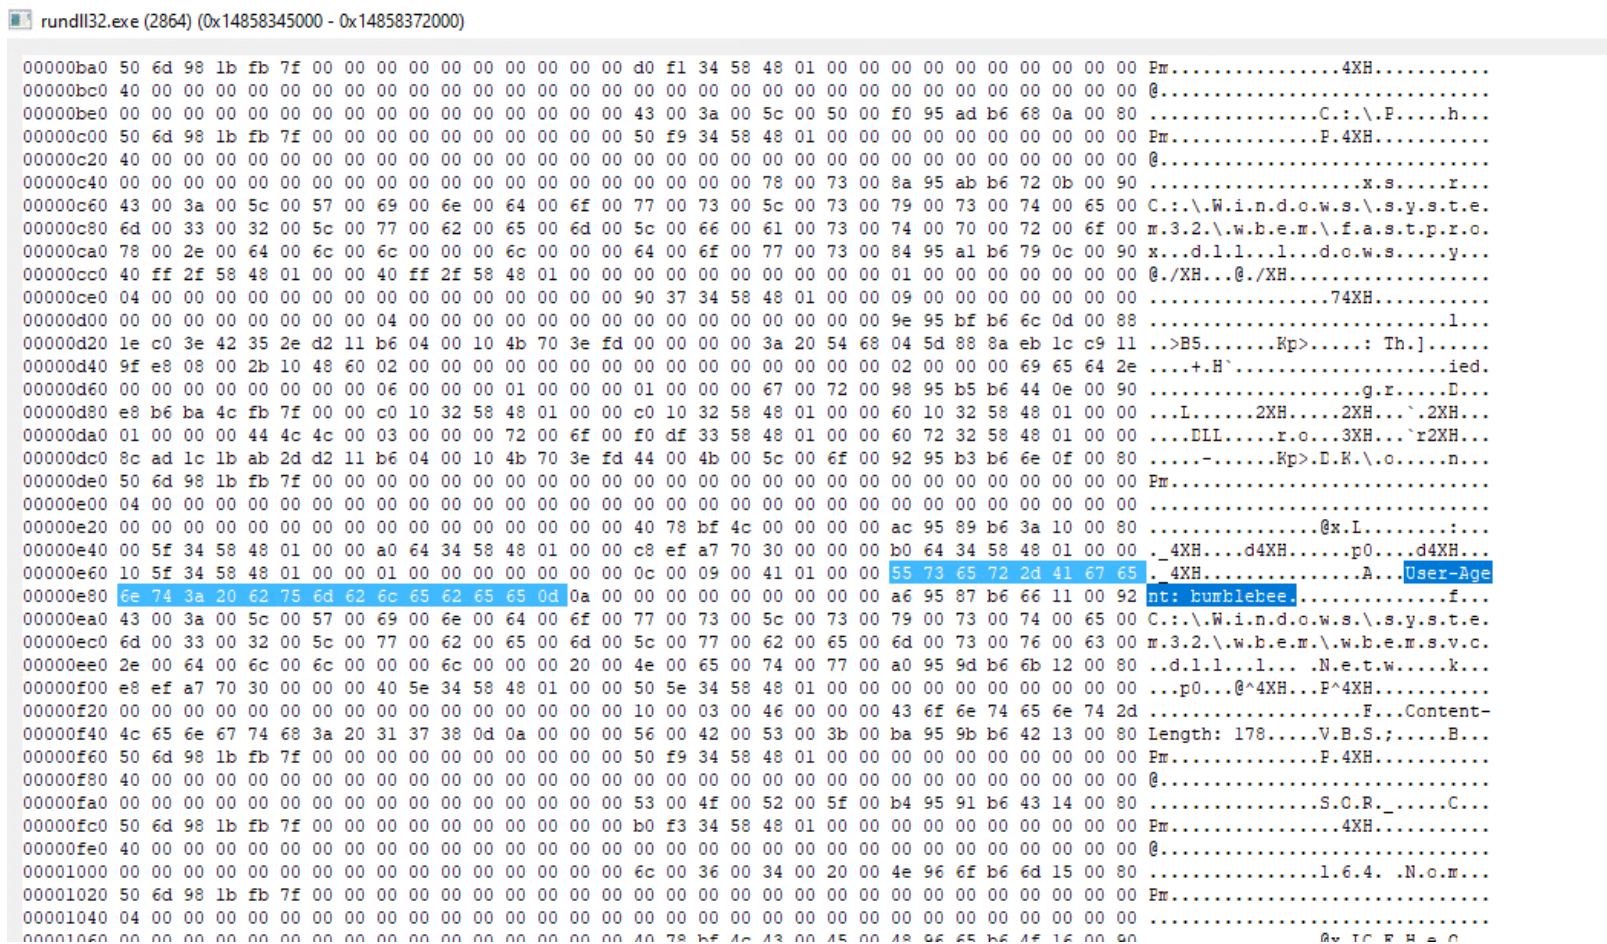 rundll32.exe (2864) (0x14858345000 - 0x14858372000)
00000ba0 50 6d 98 1b fb 7f 00 00 00 00 00 00 00 00 00 00 d0 f1 34 58 48 01 00 00 00 00 00 00 00 00 00 00 Pm................4XH...........
00000bc0 40 00 00 00 00 00 00 00 00 00 00 00 00 00 00 00 00 00 00 00 00 00 00 00 00 00 00 00 00 00 00 00 @...............................
00000be0 00 00 00 00 00 00 00 00 00 00 00 00 00 00 00 00 43 00 3a 00 5c 00 50 00 f0 95 ad b6 68 0a 00 80 ................C.:.\.P.....h...
00000c00 50 6d 98 1b fb 7f 00 00 00 00 00 00 00 00 00 00 50 f9 34 58 48 01 00 00 00 00 00 00 00 00 00 00 Pm..............P.4XH...........
00000c20 40 00 00 00 00 00 00 00 00 00 00 00 00 00 00 00 00 00 00 00 00 00 00 00 00 00 00 00 00 00 00 00 @...............................
00000c40 00 00 00 00 00 00 00 00 00 00 00 00 00 00 00 00 00 00 00 00 78 00 73 00 8a 95 ab b6 72 0b 00 90 ....................x.s.....r...
00000c60 43 00 3a 00 5c 00 57 00 69 00 6e 00 64 00 6f 00 77 00 73 00 5c 00 73 00 79 00 73 00 74 00 65 00 C.:.\.W.i.n.d.o.w.s.\.s.y.s.t.e.
00000c80 6d 00 33 00 32 00 5c 00 77 00 62 00 65 00 6d 00 5c 00 66 00 61 00 73 00 74 00 70 00 72 00 6f 00 m.3.2.\.w.b.e.m.\.f.a.s.t.p.r.o.
00000ca0 78 00 2e 00 64 00 6c 00 6c 00 00 00 6c 00 00 00 64 00 6f 00 77 00 73 00 84 95 a1 b6 79 0c 00 90 x...d.l.l...l...d.o.w.s.....y...
00000cc0 40 ff 2f 58 48 01 00 00 40 ff 2f 58 48 01 00 00 00 00 00 00 00 00 00 00 01 00 00 00 00 00 00 00 @./XH...@./XH...................
00000ce0 04 00 00 00 00 00 00 00 00 00 00 00 00 00 00 00 90 37 34 58 48 01 00 00 09 00 00 00 00 00 00 00 .................74XH...........
00000d00 00 00 00 00 00 00 00 00 04 00 00 00 00 00 00 00 00 00 00 00 00 00 00 00 9e 95 bf b6 6c 0d 00 88 ............................l...
00000d20 1e c0 3e 42 35 2e d2 11 b6 04 00 10 4b 70 3e fd 00 00 00 00 3a 20 54 68 04 5d 88 8a eb 1c c9 11 ..>B5.......Kp>.....: Th.]......
00000d40 9f e8 08 00 2b 10 48 60 02 00 00 00 00 00 00 00 00 00 00 00 00 00 00 00 02 00 00 00 69 65 64 2e ....+.H`....................ied.
00000d60 00 00 00 00 00 00 00 00 06 00 00 00 01 00 00 00 01 00 00 00 67 00 72 00 98 95 b5 b6 44 0e 00 90 ....................g.r.....D...
00000d80 e8 b6 ba 4c fb 7f 00 00 c0 10 32 58 48 01 00 00 c0 10 32 58 48 01 00 00 60 10 32 58 48 01 00 00 ...L......2XH.....2XH...`.2XH...
00000da0 01 00 00 00 44 4c 4c 00 03 00 00 00 72 00 6f 00 f0 df 33 58 48 01 00 00 60 72 32 58 48 01 00 00 ....DLL.....r.o...3XH...`r2XH...
00000dc0 8c ad 1c 1b ab 2d d2 11 b6 04 00 10 4b 70 3e fd 44 00 4b 00 5c 00 6f 00 92 95 b3 b6 6e 0f 00 80 .....-......Kp>.D.K.\.o.....n...
00000de0 50 6d 98 1b fb 7f 00 00 00 00 00 00 00 00 00 00 00 00 00 00 00 00 00 00 00 00 00 00 00 00 00 00 Pm..............................
00000e00 04 00 00 00 00 00 00 00 00 00 00 00 00 00 00 00 00 00 00 00 00 00 00 00 00 00 00 00 00 00 00 00 ................................
00000e20 00 00 00 00 00 00 00 00 00 00 00 00 00 00 00 00 40 78 bf 4c 00 00 00 00 ac 95 89 b6 3a 10 00 80 ................@x.L........:...
00000e40 00 5f 34 58 48 01 00 00 a0 64 34 58 48 01 00 00 c8 ef a7 70 30 00 00 00 b0 64 34 58 48 01 00 00 ._4XH....d4XH......p0....d4XH...
00000e60 10 5f 34 58 48 01 00 00 01 00 00 00 00 00 00 00 0c 00 09 00 41 01 00 00 55 73 65 72 2d 41 67 65 ._4XH...............A...User-Age
00000e80 6e 74 3a 20 62 75 6d 62 6c 65 62 65 65 0d 0a 00 00 00 00 00 00 00 00 00 a6 95 87 b6 66 11 00 92 nt: bumblebee...............f...
00000ea0 43 00 3a 00 5c 00 57 00 69 00 6e 00 64 00 6f 00 77 00 73 00 5c 00 73 00 79 00 73 00 74 00 65 00 C.:.\.W.i.n.d.o.w.s.\.s.y.s.t.e.
00000ec0 6d 00 33 00 32 00 5c 00 77 00 62 00 65 00 6d 00 5c 00 77 00 62 00 65 00 6d 00 73 00 76 00 63 00 m.3.2.\.w.b.e.m.\.w.b.e.m.s.v.c.
00000ee0 2e 00 64 00 6c 00 6c 00 00 00 6c 00 00 00 20 00 4e 00 65 00 74 00 77 00 a0 95 9d b6 6b 12 00 80 ..d.l.l...l... .N.e.t.w.....k...
00000f00 e8 ef a7 70 30 00 00 00 40 5e 34 58 48 01 00 00 50 5e 34 58 48 01 00 00 00 00 00 00 00 00 00 00 ...p0...@^4XH...P^4XH...........
00000f20 00 00 00 00 00 00 00 00 00 00 00 00 00 00 00 00 10 00 03 00 46 00 00 00 43 6f 6e 74 65 6e 74 2d ....................F...Content-
00000f40 4c 65 6e 67 74 68 3a 20 31 37 38 0d 0a 00 00 00 56 00 42 00 53 00 3b 00 ba 95 9b b6 42 13 00 80 Length: 178.....V.B.S.;.....B...
00000f60 50 6d 98 1b fb 7f 00 00 00 00 00 00 00 00 00 00 50 f9 34 58 48 01 00 00 00 00 00 00 00 00 00 00 Pm..............P.4XH...........
00000f80 40 00 00 00 00 00 00 00 00 00 00 00 00 00 00 00 00 00 00 00 00 00 00 00 00 00 00 00 00 00 00 00 @...............................
00000fa0 00 00 00 00 00 00 00 00 00 00 00 00 00 00 00 00 53 00 4f 00 52 00 5f 00 b4 95 91 b6 43 14 00 80 ................S.O.R._.....C...
00000fc0 50 6d 98 1b fb 7f 00 00 00 00 00 00 00 00 00 00 b0 f3 34 58 48 01 00 00 00 00 00 00 00 00 00 00 Pm................4XH...........
00000fe0 40 00 00 00 00 00 00 00 00 00 00 00 00 00 00 00 00 00 00 00 00 00 00 00 00 00 00 00 00 00 00 00 @...............................
00001000 00 00 00 00 00 00 00 00 00 00 00 00 00 00 00 00 6c 00 36 00 34 00 20 00 4e 96 6f b6 6d 15 00 80 ................l.6.4. .N.o.m...
00001020 50 6d 98 1b fb 7f 00 00 00 00 00 00 00 00 00 00 00 00 00 00 00 00 00 00 00 00 00 00 00 00 00 00 Pm..............................
00001040 04 00 00 00 00 00 00 00 00 00 00 00 00 00 00 00 00 00 00 00 00 00 00 00 00 00 00 00 00 00 00 00 ................................
00001060 00 00 00 00 00 00 00 00 00 00 00 00 00 00 00 00 40 78 bf 4c 43 00 45 00 48 96 65 b6 4f 16 00 90 ................@x.LC.E.H.e.O...